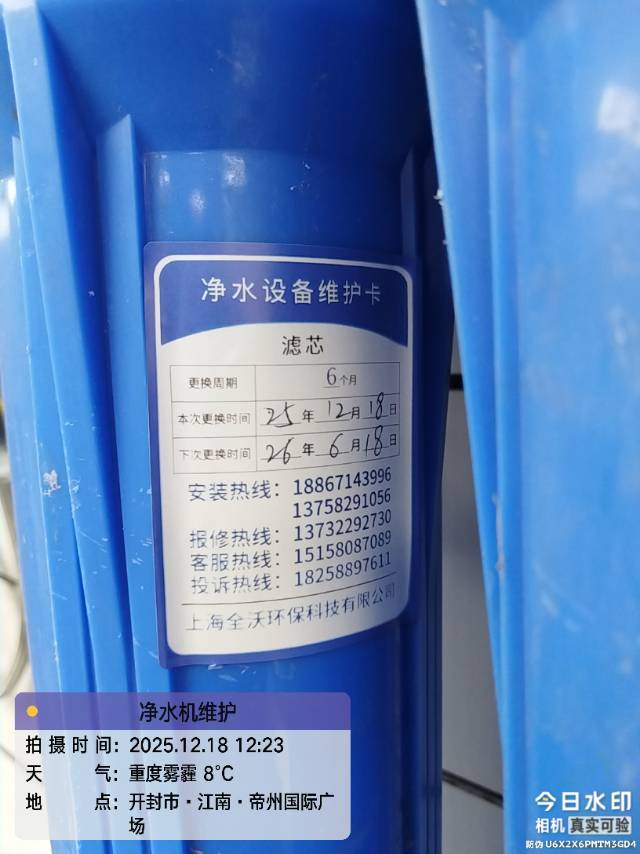 净水设备维护卡
滤芯
更换周期 6个月
本次更换时间 25年12月18日
下次更换时间 26年6月18日
安装热线：18867143996
13758291056
报修热线：13732292730
客服热线：15158087089
投诉热线：18258897611
上海全沃环保科技有限公司
净水机维护
拍摄时间：2025.12.18 12:23
天气：重度雾霾 8℃
地点：开封市·江南·帝州国际广
场
今日水印
相机 真实可验
防伪 U6X2X6PMTM3GD4